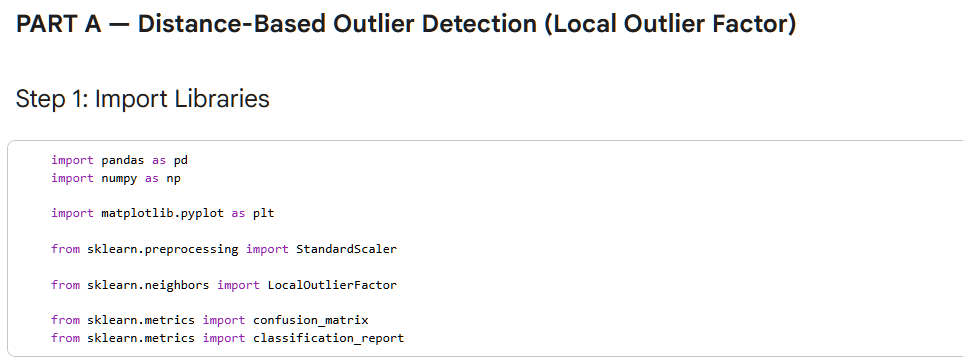 PART A — Distance-Based Outlier Detection (Local Outlier Factor)
Step 1: Import Libraries
import pandas as pd
import numpy as np
import matplotlib.pyplot as plt
from sklearn.preprocessing import StandardScaler
from sklearn.neighbors import LocalOutlierFactor
from sklearn.metrics import confusion_matrix
from sklearn.metrics import classification_report